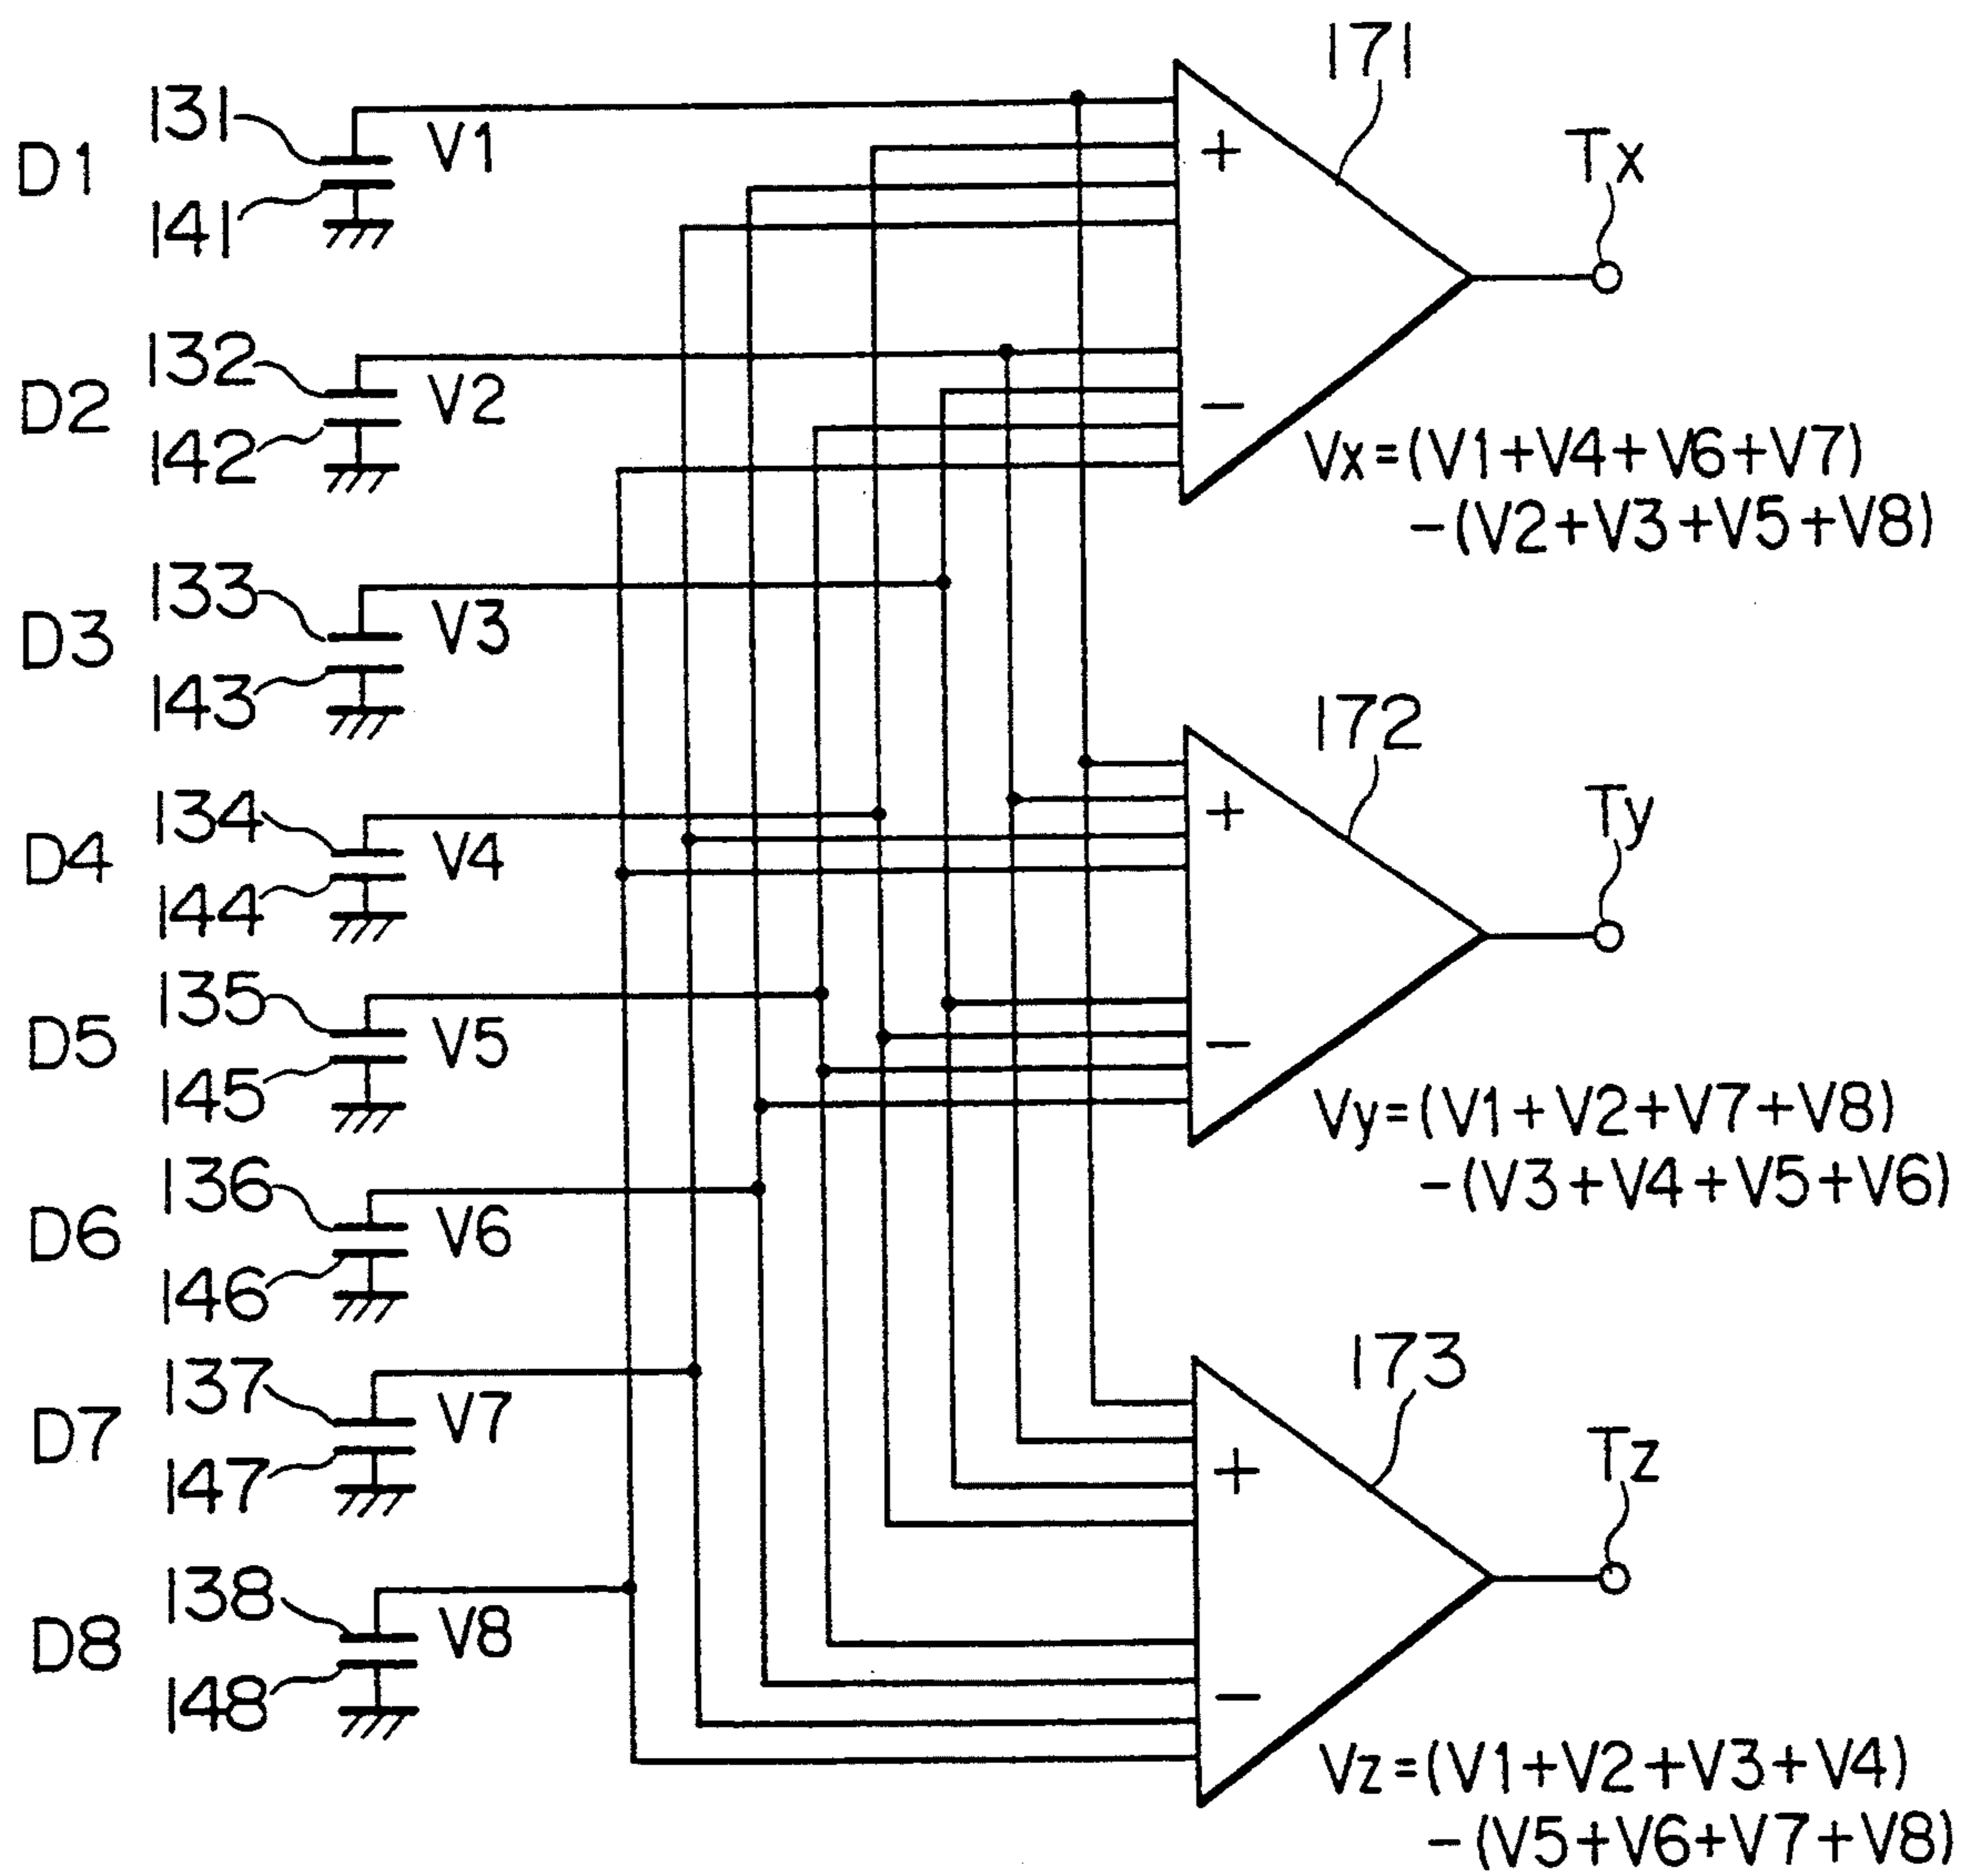 171
131
D1
V1
141
+
Tx
132
D2
V2
142
−
Vx=(V1+V4+V6+V7)
−(V2+V3+V5+V8)
133
D3
V3
143
172
134
D4
V4
144
+
Ty
135
D5
V5
145
−
Vy=(V1+V2+V7+V8)
−(V3+V4+V5+V6)
136
D6
V6
146
173
137
D7
V7
147
+
Tz
138
D8
V8
148
−
Vz=(V1+V2+V3+V4)
−(V5+V6+V7+V8)